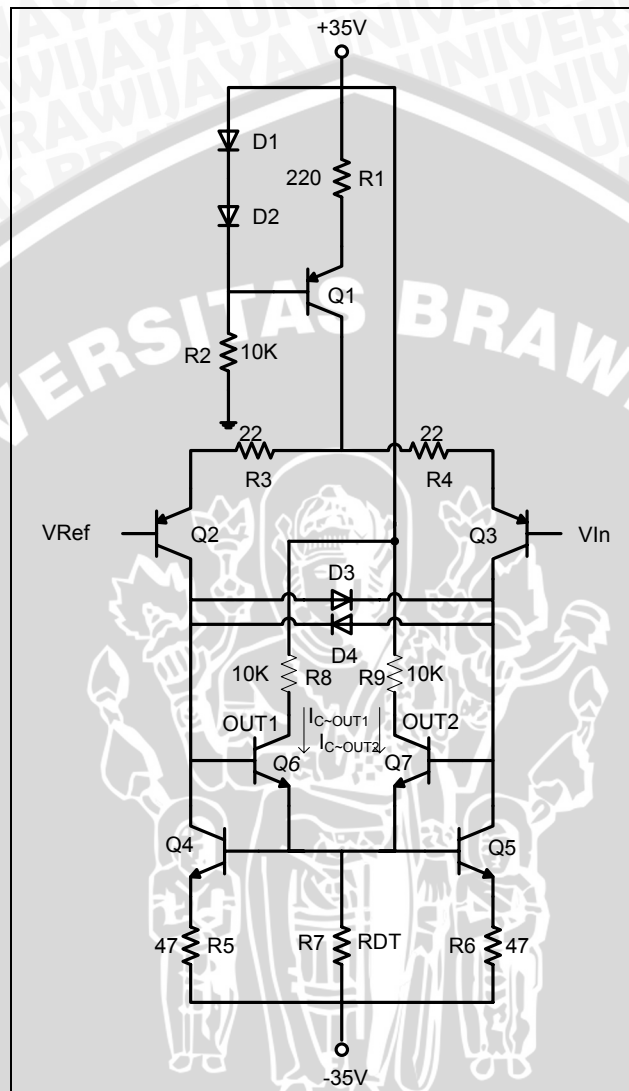 +35V
D1
220
R1
D2
Q1
R2
10K
UNIVERSITAS BRAW
22
22
R3
R4
VRef
Q2
Q3
VIn
D3
D4
10K
R8
R9
10K
OUT1
IC~OUT1
OUT2
IC~OUT2
Q6
Q7
Q4
Q5
47
R5
R7
RDT
R6
47
-35V